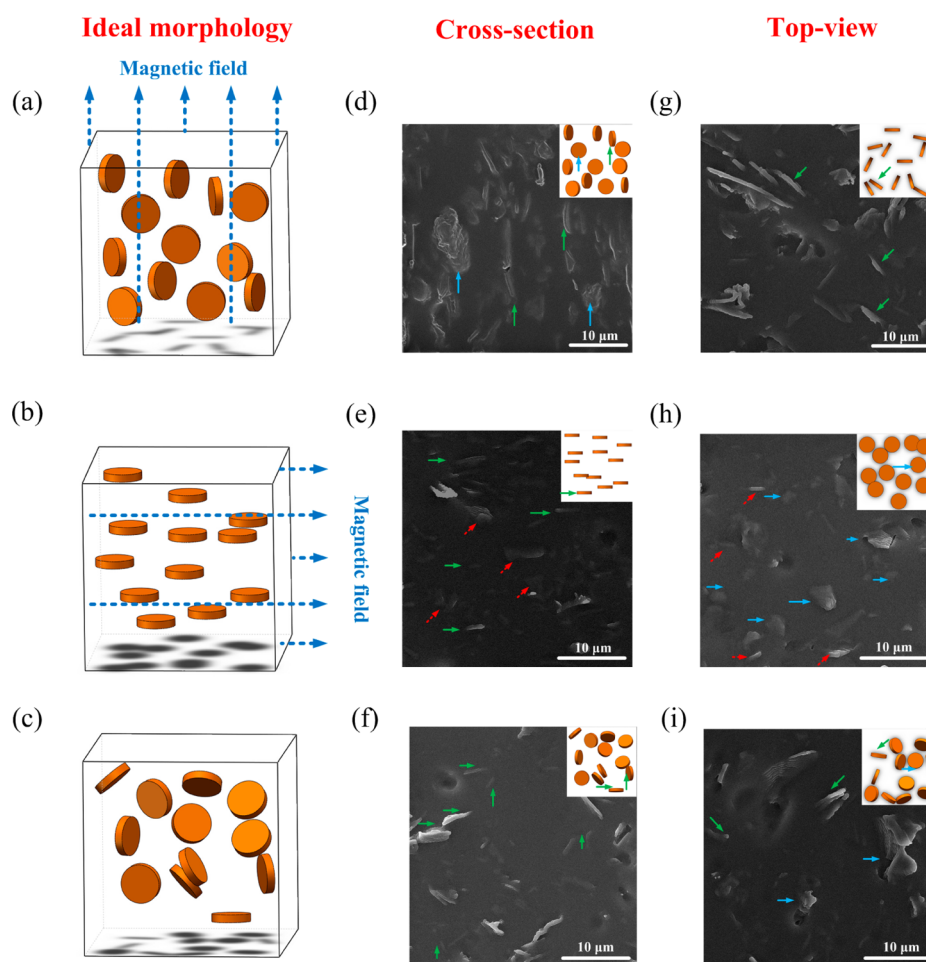 Ideal morphology
Cross-section
Top-view
Magnetic field
(a)
(d)
(g)
10 μm
10 μm
(b)
(e)
(h)
Magnetic field
10 μm
10 μm
(c)
(f)
(i)
10 μm
10 μm